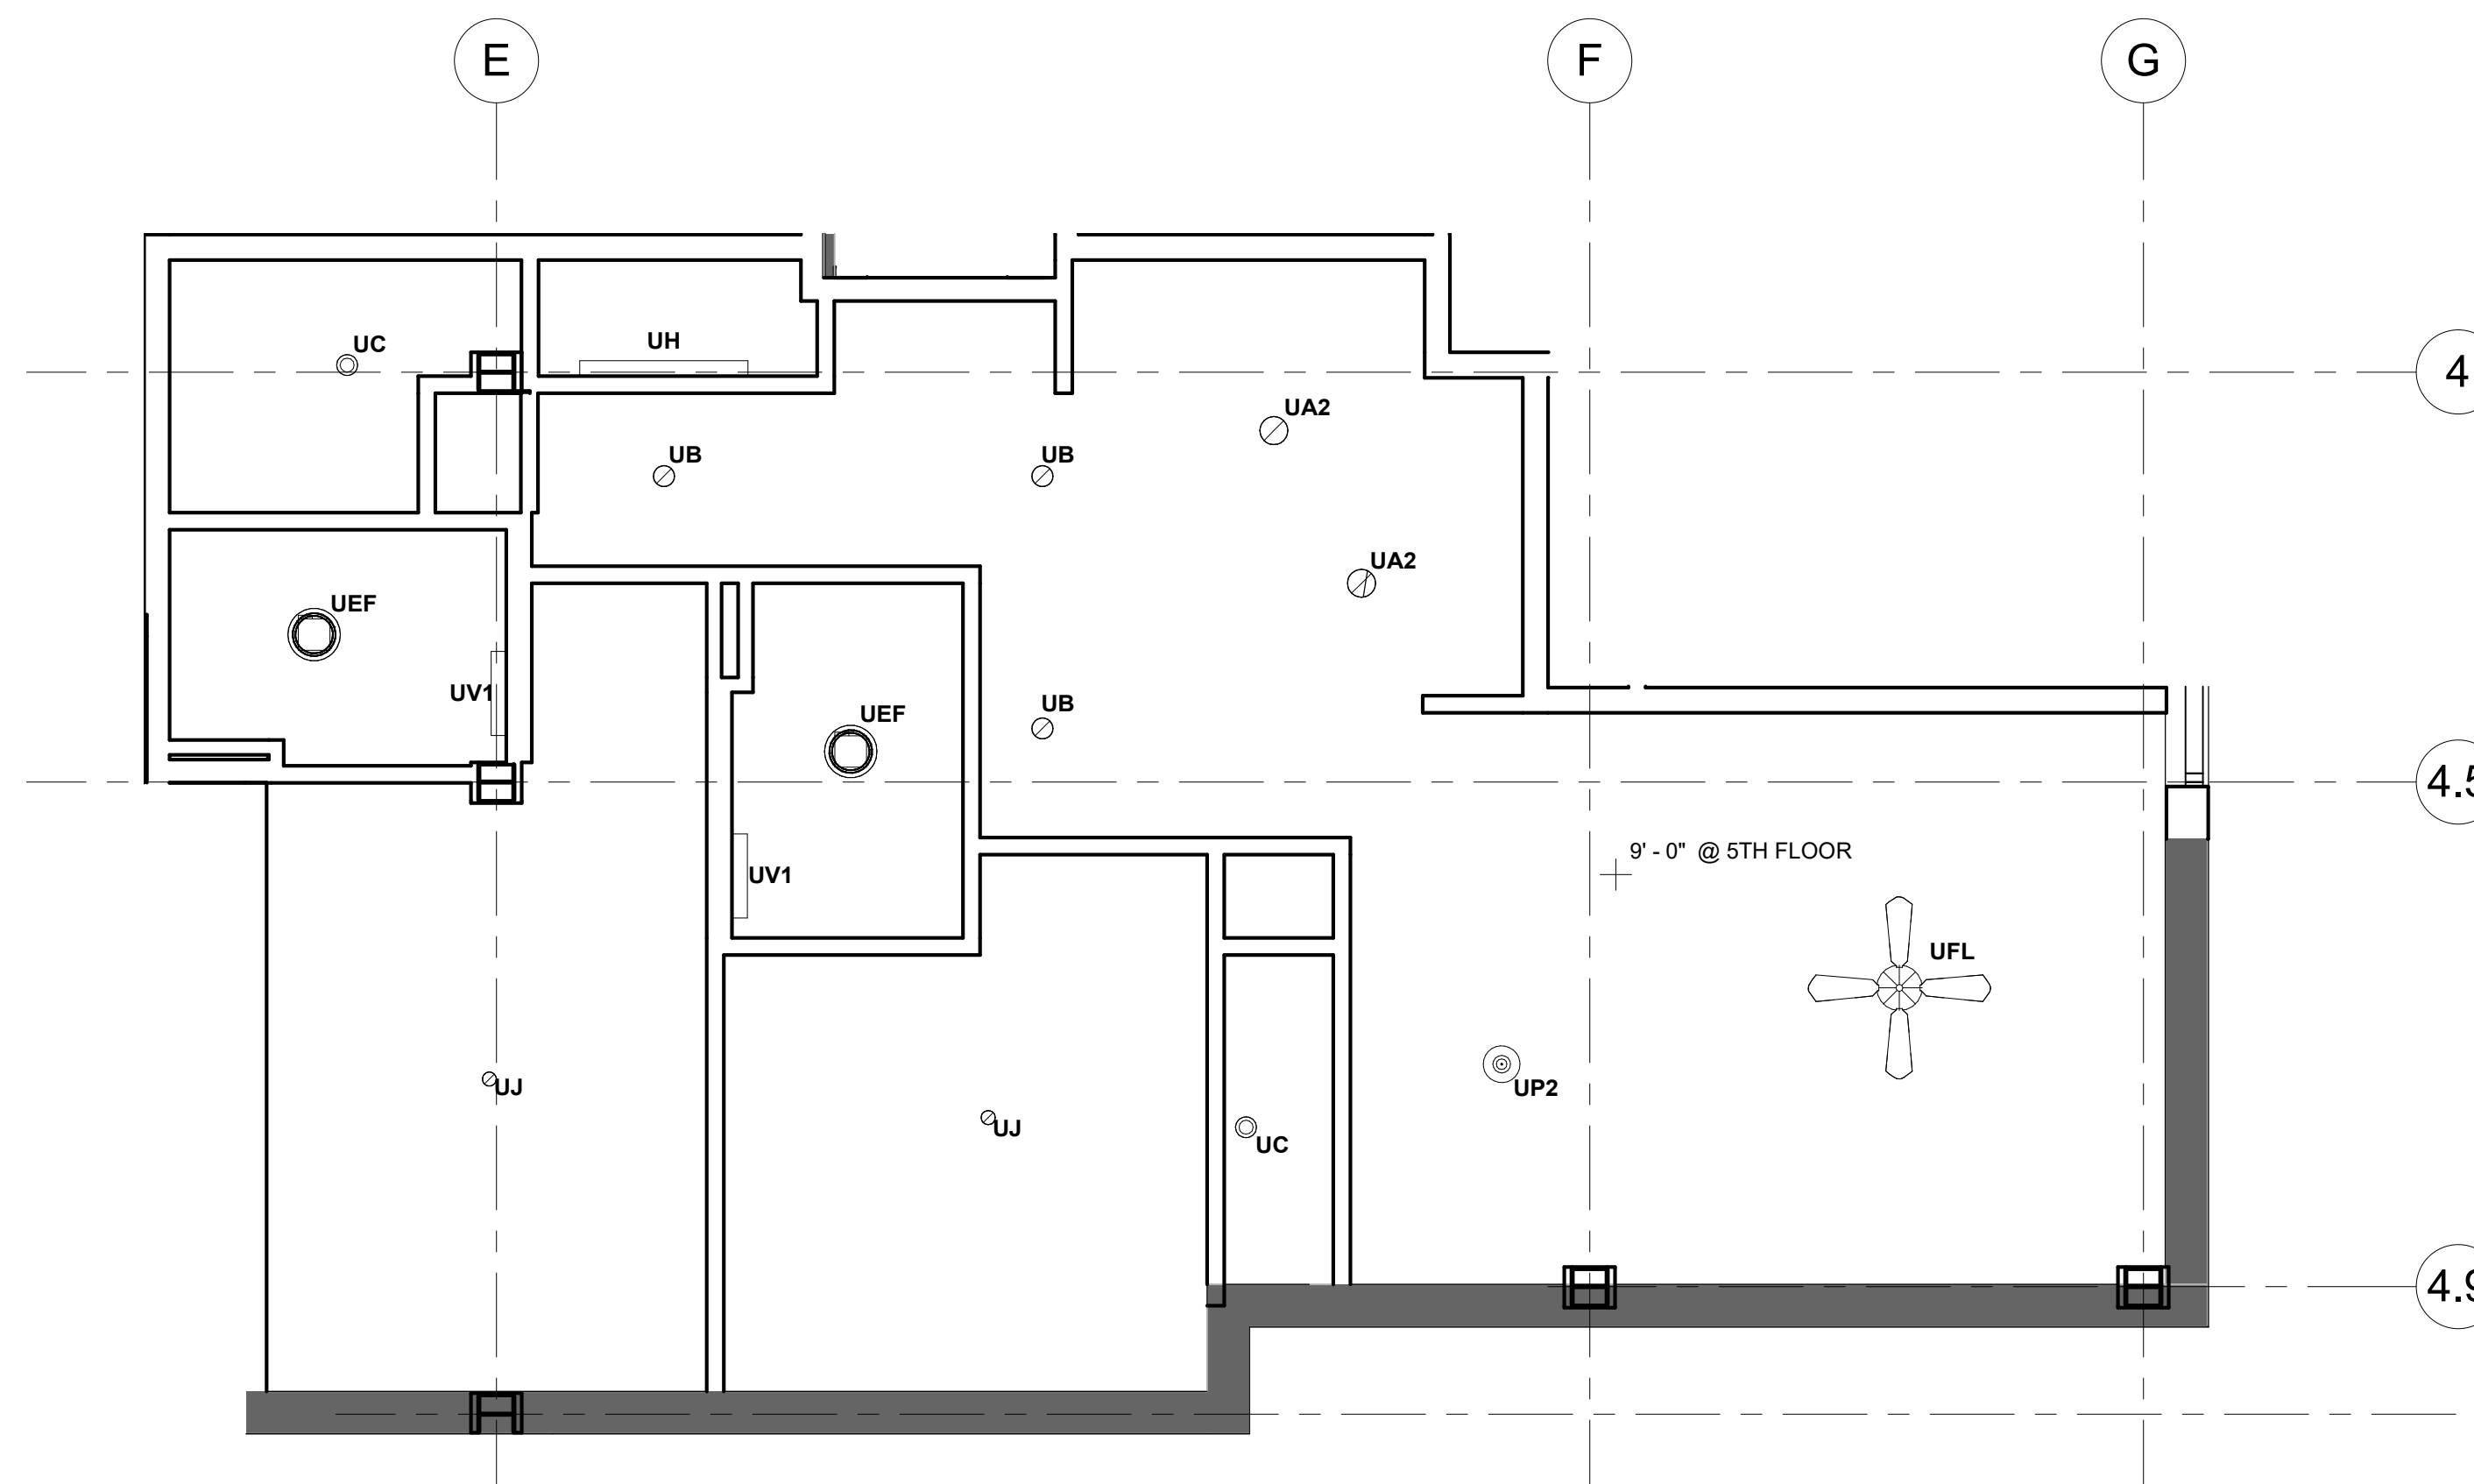 E
F
G
UC
UH
4
UA2
UB
UB
UA2
UEF
UV1
UB
UEF
4.5
9' - 0" @ 5TH FLOOR
UV1
UFL
UJ
UP2
UJ
UC
4.9